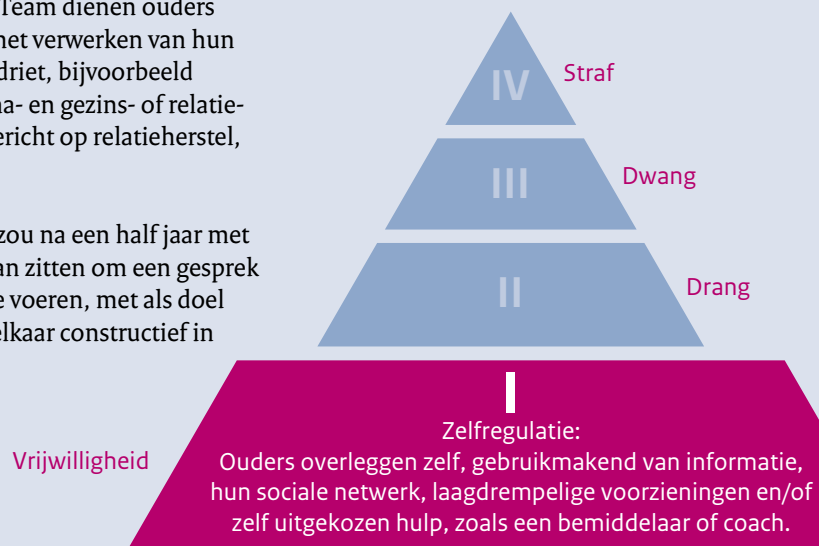 Team dienen ouders
het verwerken van hun
driet, bijvoorbeeld
na- en gezins- of relatie-
ericht op relatieherstel,
zou na een half jaar met
an zitten om een gesprek
e voeren, met als doel
elkaar constructief in
IV
Straf
III
Dwang
II
Drang
I
Vrijwilligheid
Zelfregulatie:
Ouders overleggen zelf, gebruikmakend van informatie,
hun sociale netwerk, laagdrempelige voorzieningen en/of
zelf uitgekozen hulp, zoals een bemiddelaar of coach.